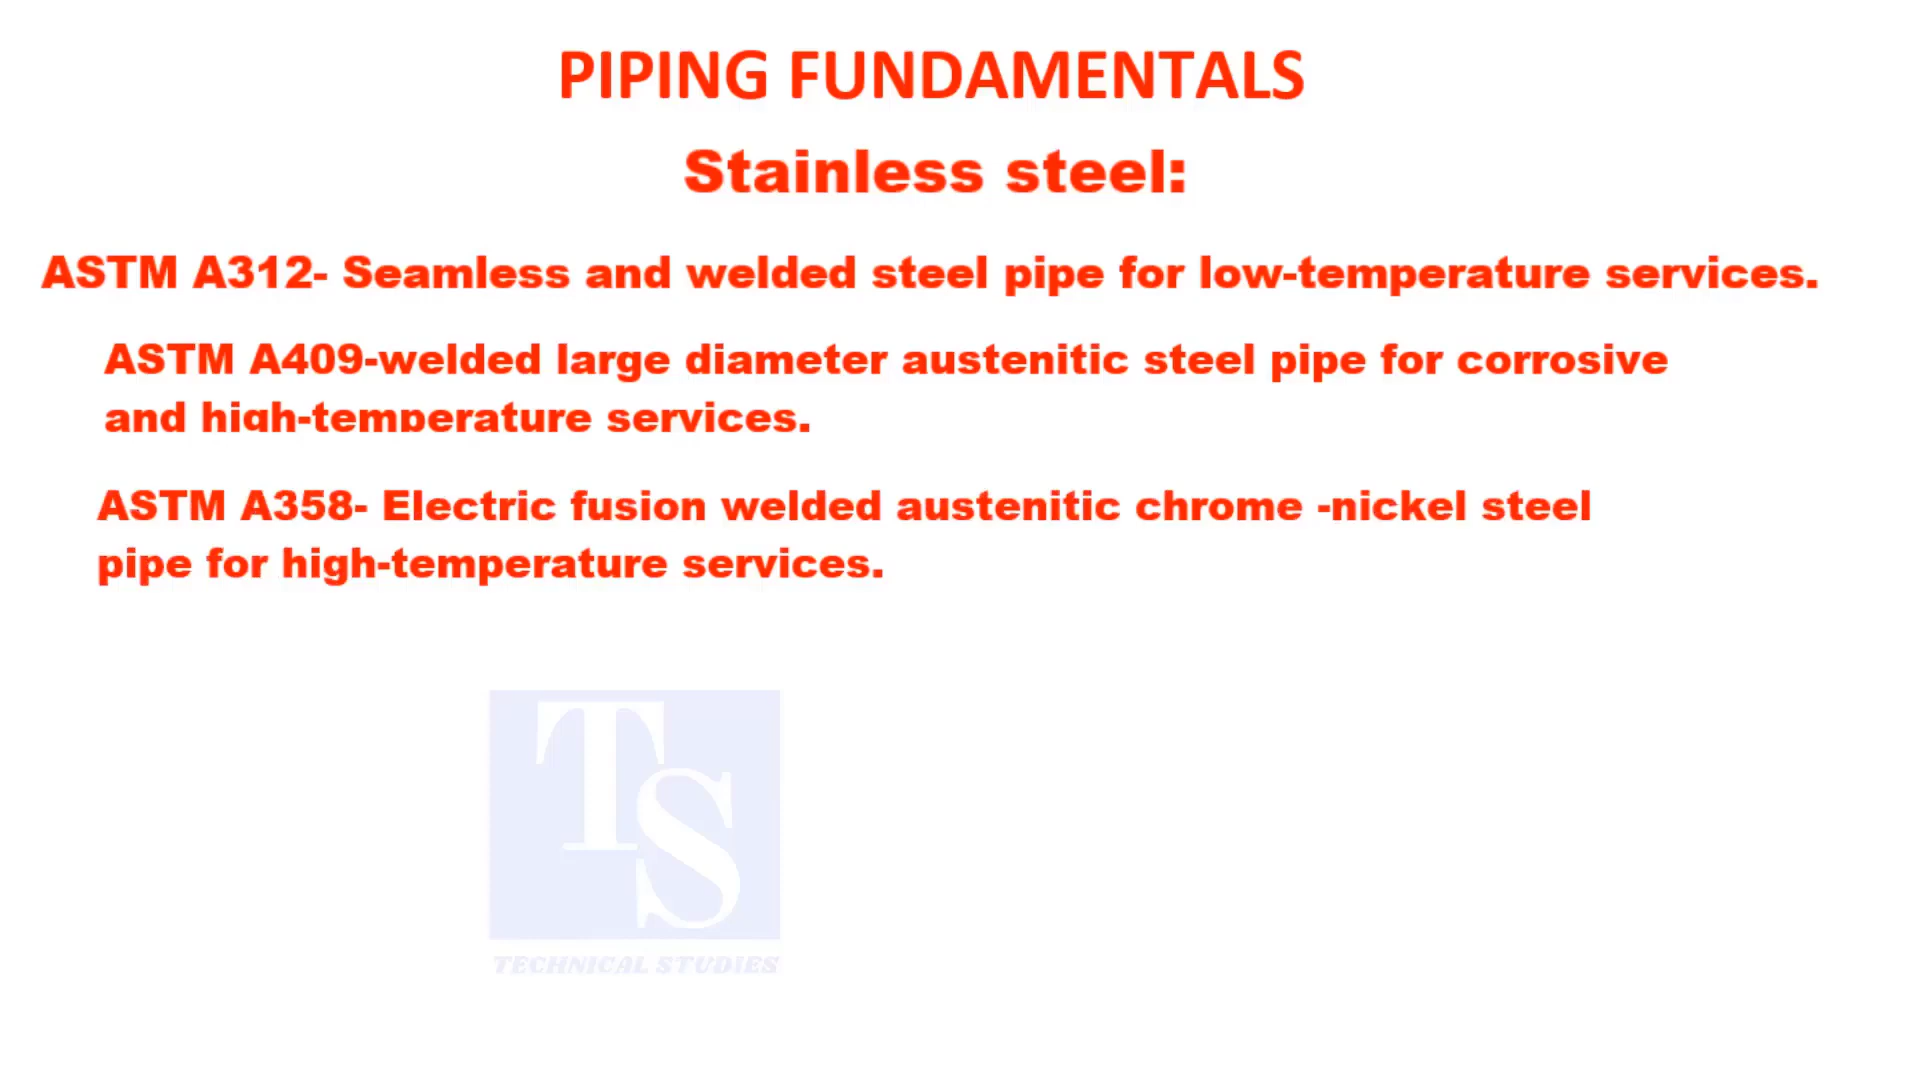 PIPING FUNDAMENTALS
Stainless steel:
ASTM A312- Seamless and welded steel pipe for low-temperature services.
ASTM A409-welded large diameter austenitic steel pipe for corrosive
and high-temperature services.
ASTM A358- Electric fusion welded austenitic chrome -nickel steel
pipe for high-temperature services.
TS
TECHNICAL STUDIES